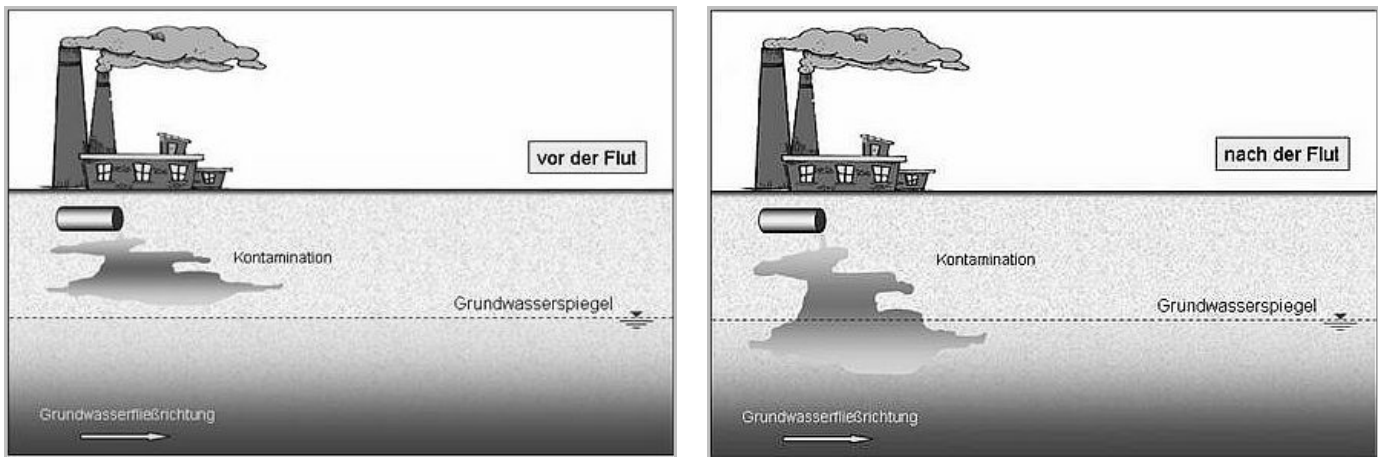 vor der Flut
Kontamination
Grundwasserspiegel
Grundwasserfließrichtung
nach der Flut
Kontamination
Grundwasserspiegel
Grundwasserfließrichtung